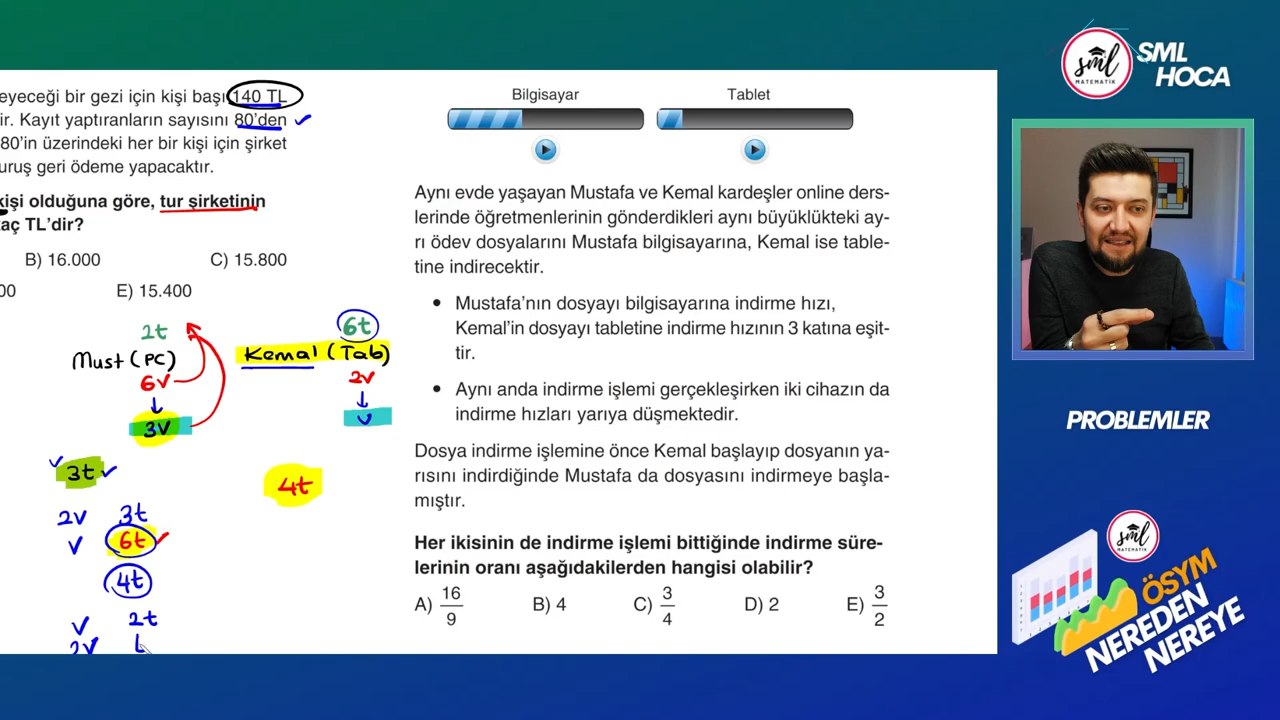 eyeceği bir gezi için kişi başı 140 TL
ir. Kayıt yaptıranların sayısını 80'den
80'in üzerindeki her bir kişi için şirket
uruş geri ödeme yapacaktır.
kişi olduğuna göre, tur şirketinin
kaç TL'dir?
B) 16.000 C) 15.800
00 E) 15.400
2t
Must (PC)
6V
3V
3t
2V 3t
V 6t
4t
V 2t
2V t
6t
Kemal (Tab)
2V
V
4t
Bilgisayar Tablet
Aynı evde yaşayan Mustafa ve Kemal kardeşler online ders-
lerinde öğretmenlerinin gönderdikleri aynı büyüklükteki ay-
rı ödev dosyalarını Mustafa bilgisayarına, Kemal ise table-
tine indirecektir.
• Mustafa'nın dosyayı bilgisayarına indirme hızı,
Kemal'in dosyayı tabletine indirme hızının 3 katına eşit-
tir.
• Aynı anda indirme işlemi gerçekleşirken iki cihazın da
indirme hızları yarıya düşmektedir.
Dosya indirme işlemine önce Kemal başlayıp dosyanın ya-
rısını indirdiğinde Mustafa da dosyasını indirmeye başla-
mıştır.
Her ikisinin de indirme işlemi bittiğinde indirme süre-
lerinin oranı aşağıdakilerden hangisi olabilir?
A) 16/9 B) 4 C) 3/4 D) 2 E) 3/2
sml
MATEMATİK
SML
HOCA
PROBLEMLER
sml
MATEMATİK
ÖSYM
NEREDEN
NEREYE